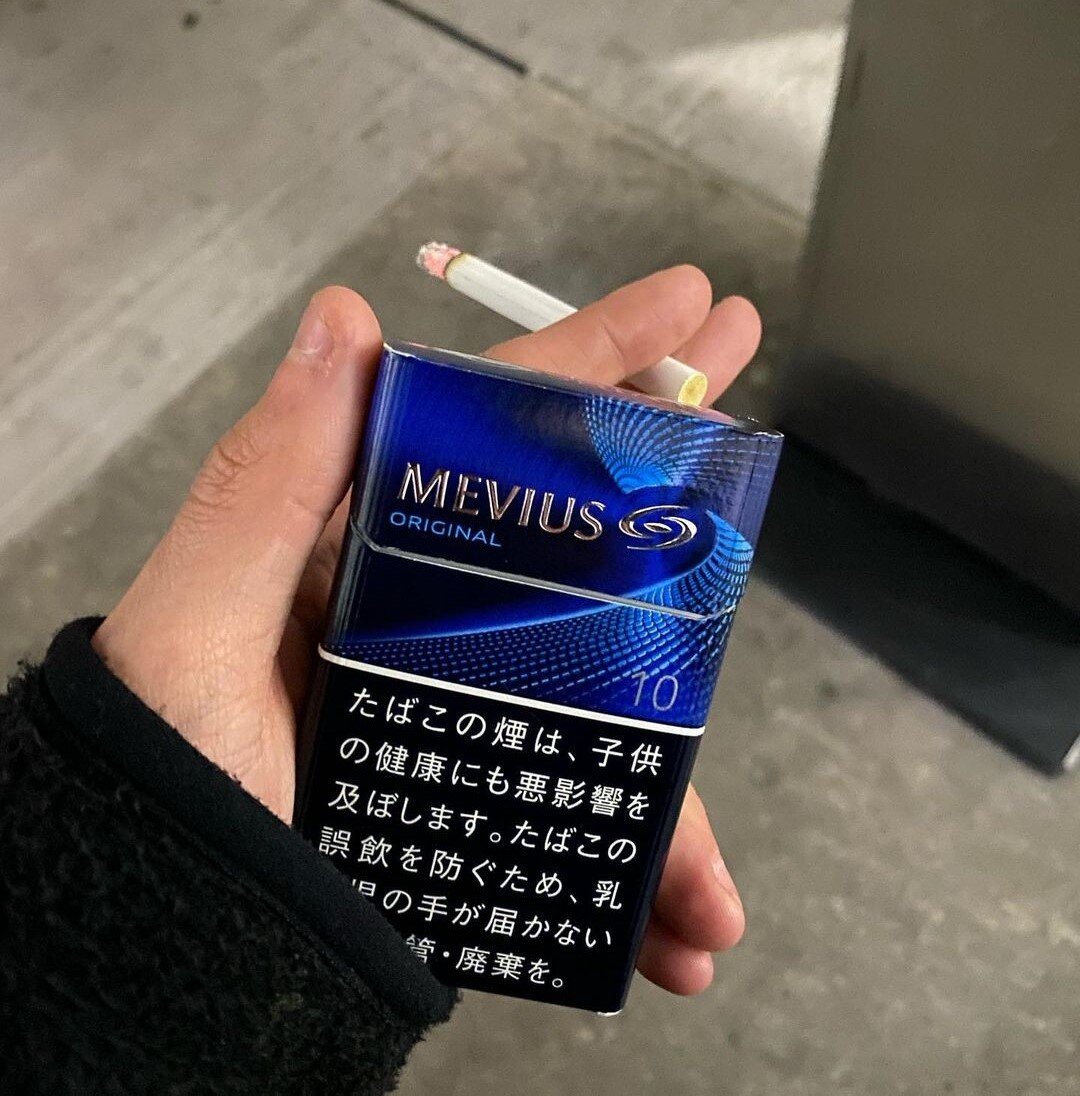 MEVIUS
ORIGINAL
10
たばこの煙は、子供
の健康にも悪影響を
及ぼします。たばこの
誤飲を防ぐため、乳
の手が届かない
管・廃棄を。